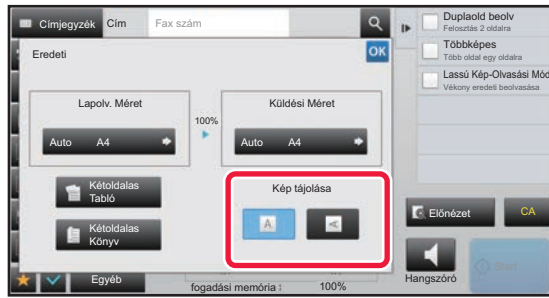 Címjegyzék Cím Fax szám
Duplaold beolv
Felosztás 2 oldalra
Többképes
Több oldal egy oldalra
Lassú Kép-Olvasási Mód
Vékony eredeti beolvasása
Eredeti OK
Lapolv. Méret
100%
Küldési Méret
Auto A4
Auto A4
Kétoldalas
Tabló
Kétoldalas
Könyv
Kép tájolása
A A
Előnézet CA
Hangszóró Start
Egyéb
fogadási memória : 100%